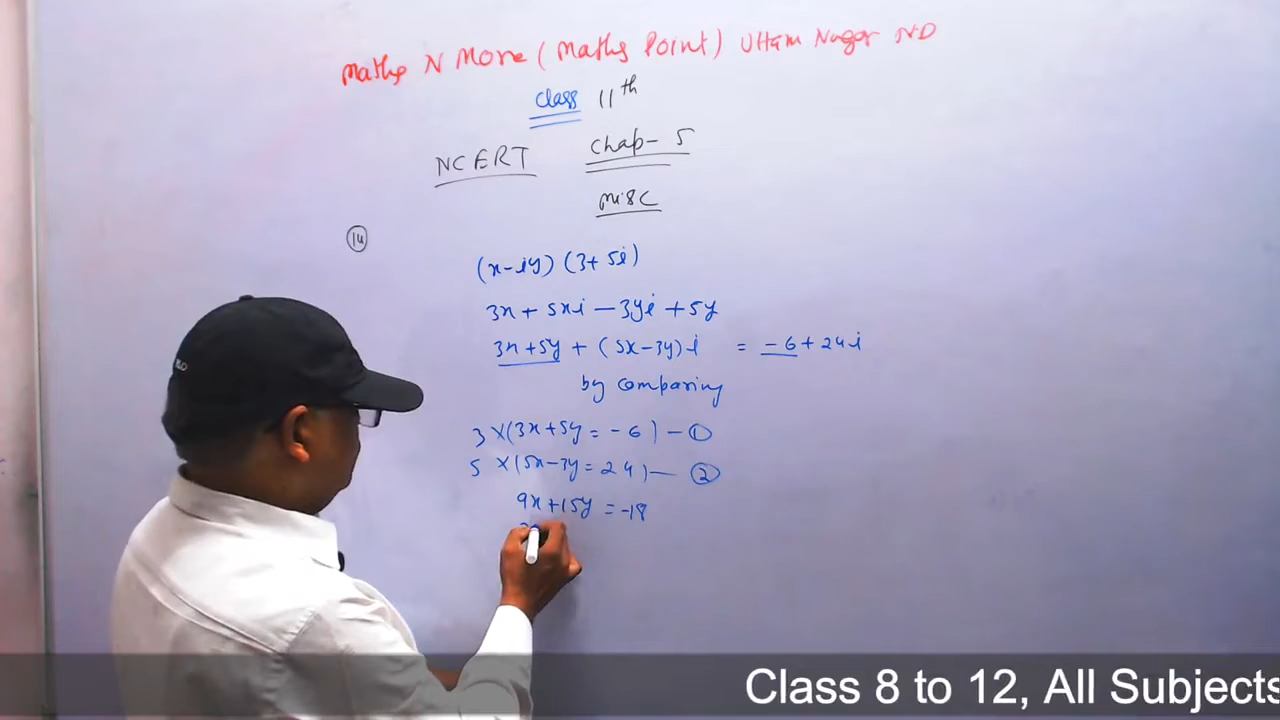 Maths N More (Maths Point) Uttam Nagar ND
Class 11th
NCERT Chap- 5
Misc
14
(x-iy) (3+5i)
3x + 5xi - 3yi + 5y
3x+5y + (5x-3y)i = -6+24i
by comparing
3 x(3x+5y = -6) - 1
5 x(5x-3y = 24) - 2
9x+15y = -18
Class 8 to 12, All Subjects